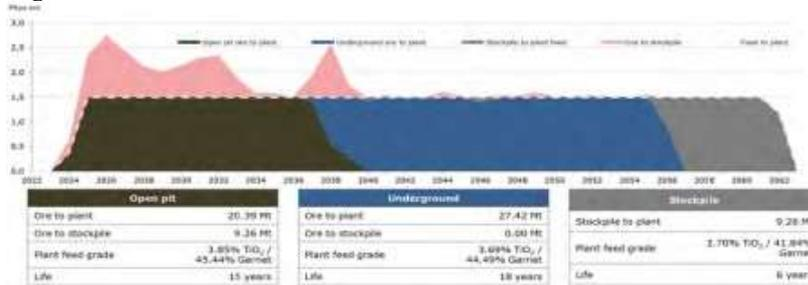 Mtpa ore
3.0
2.5
2.0
1.5
1.0
0.5
0.0
Open pit ore to plant Underground ore to plant Stockpile to plant feed Ore to stockpile Feed to plant
2022 2024 2026 2028 2030 2032 2034 2036 2038 2040 2042 2044 2046 2048 2050 2052 2054 2056 2058 2060 2062
Open pit
Ore to plant 20.39 Mt
Ore to stockpile 9.26 Mt
Plant feed grade 3.85% TiO₂ / 45.44% Garnet
Life 15 years
Underground
Ore to plant 27.42 Mt
Ore to stockpile 0.00 Mt
Plant feed grade 3.69% TiO₂ / 44.49% Garnet
Life 18 years
Stockpile
Stockpile to plant 9.28 M
Plant feed grade 2.70% TiO₂ / 41.84%
Life 6 year